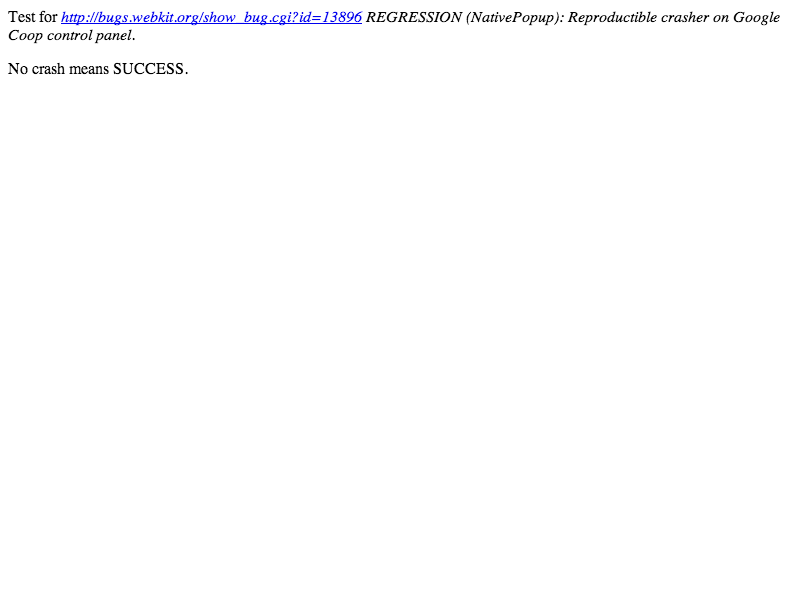 Test for http://bugs.webkit.org/show_bug.cgi?id=13896 REGRESSION (NativePopup): Reproductible crasher on Google
Coop control panel.
No crash means SUCCESS.